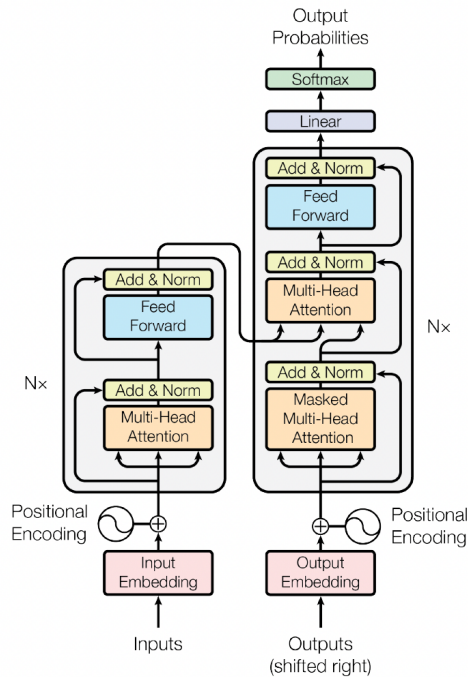 Output
Probabilities
Softmax
Linear
Add & Norm
Feed
Forward
Add & Norm
Multi-Head
Attention
Add & Norm
Masked
Multi-Head
Attention
N×
Add & Norm
Feed
Forward
Add & Norm
Multi-Head
Attention
N×
Positional
Encoding
Positional
Encoding
Input
Embedding
Output
Embedding
Inputs
Outputs
(shifted right)